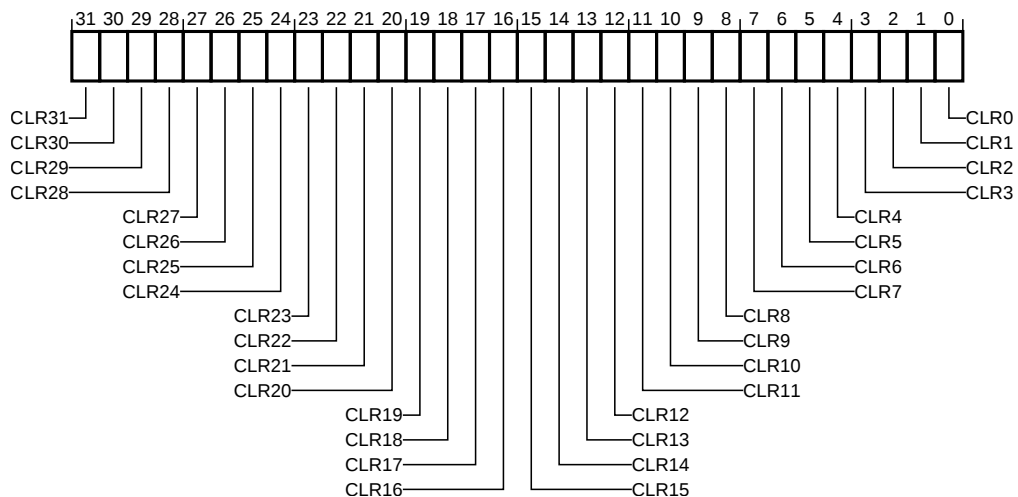 31 30 29 28 27 26 25 24 23 22 21 20 19 18 17 16 15 14 13 12 11 10 9 8 7 6 5 4 3 2 1 0
CLR31 CLR0
CLR30 CLR1
CLR29 CLR2
CLR28 CLR3
CLR27 CLR4
CLR26 CLR5
CLR25 CLR6
CLR24 CLR7
CLR23 CLR8
CLR22 CLR9
CLR21 CLR10
CLR20 CLR11
CLR19 CLR12
CLR18 CLR13
CLR17 CLR14
CLR16 CLR15